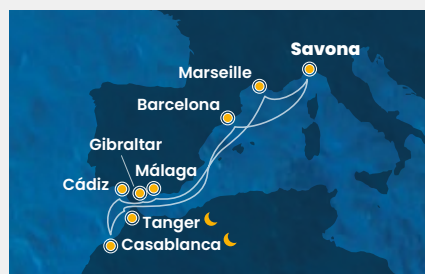 Savona
Marseille
Barcelona
Gibraltar
Málaga
Cádiz
Tanger
Casablanca